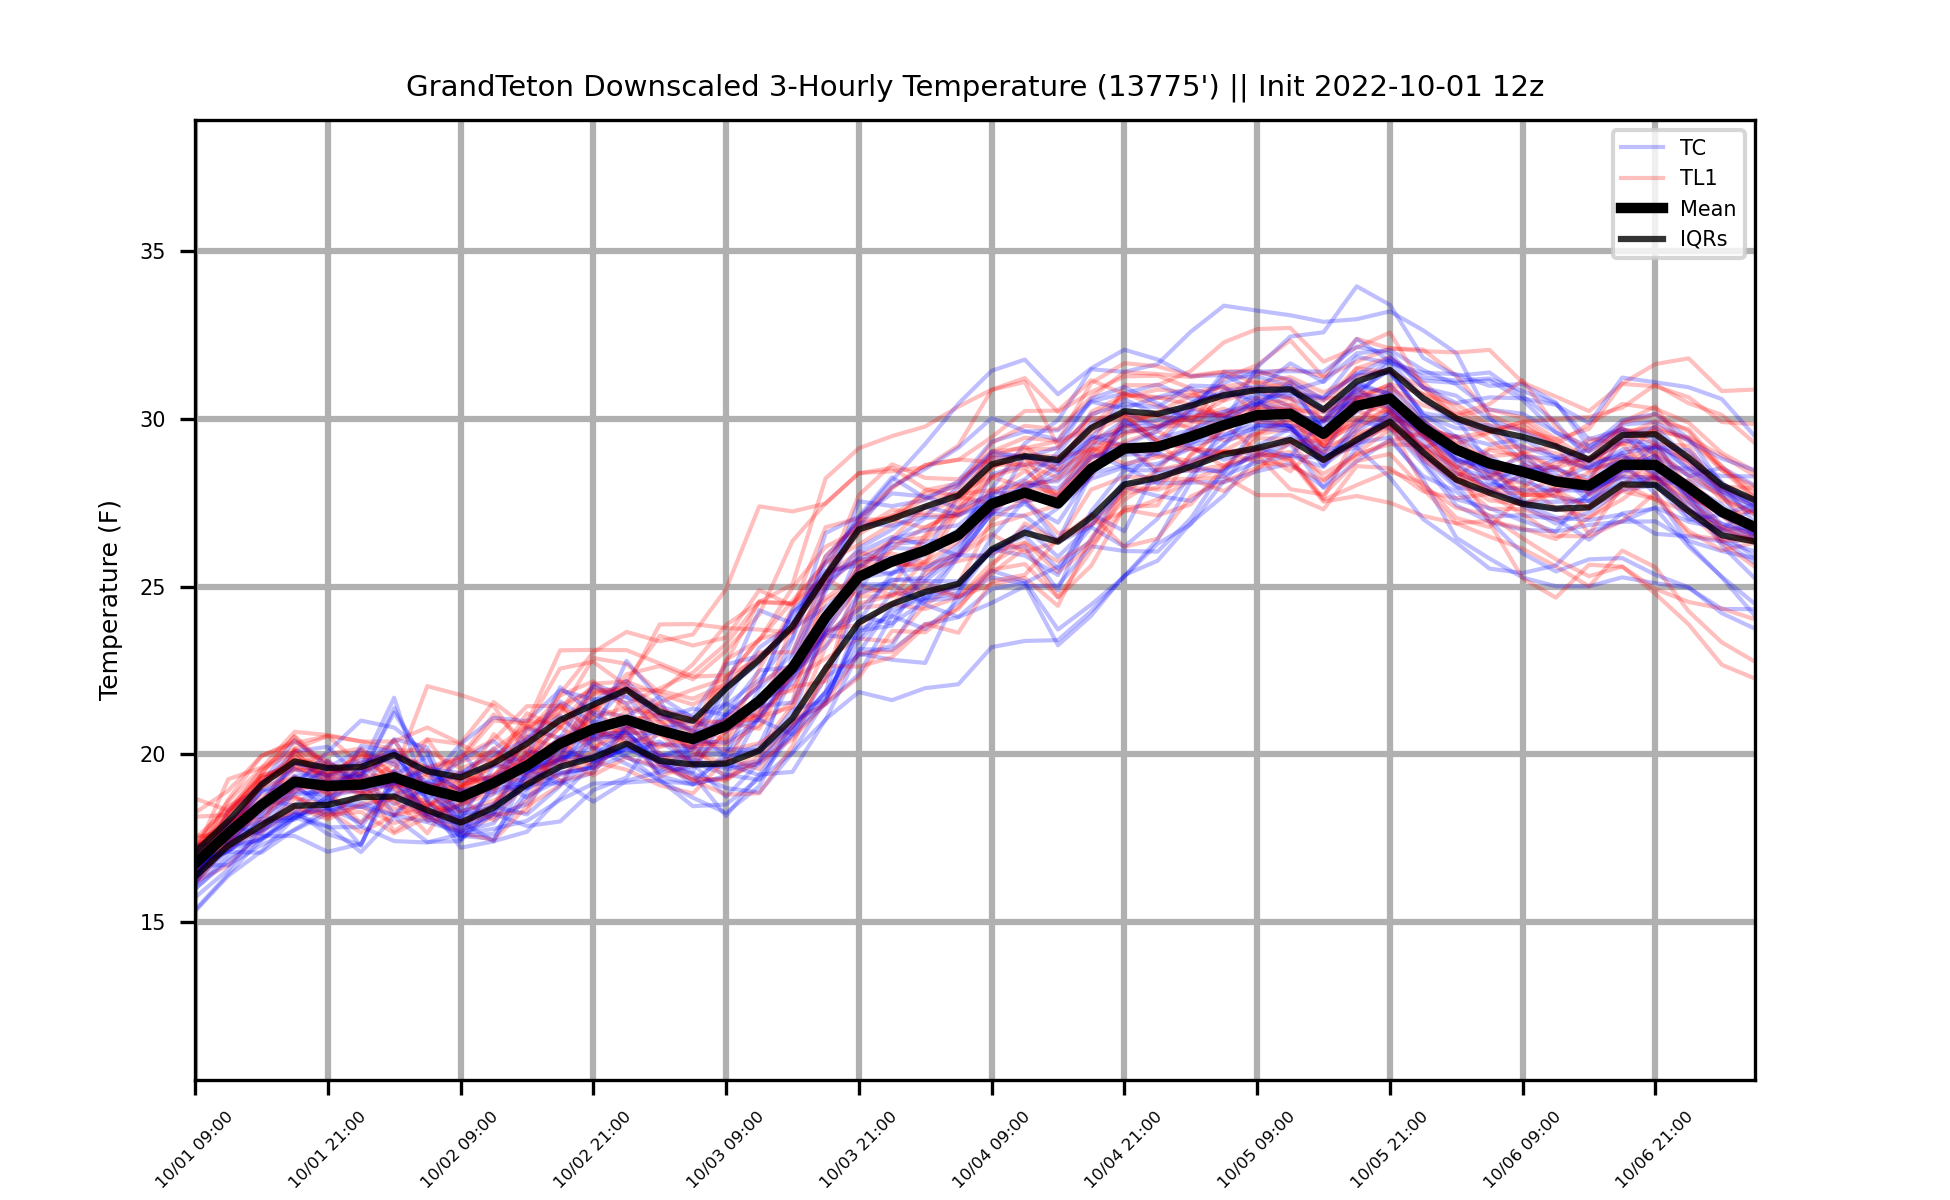 GrandTeton Downscaled 3-Hourly Temperature (13775') || Init 2022-10-01 12z
TC
TL1
Mean
IQRs
Temperature (F)
35
30
25
20
15
10/01 09:00
10/01 21:00
10/02 09:00
10/02 21:00
10/03 09:00
10/03 21:00
10/04 09:00
10/04 21:00
10/05 09:00
10/05 21:00
10/06 09:00
10/06 21:00